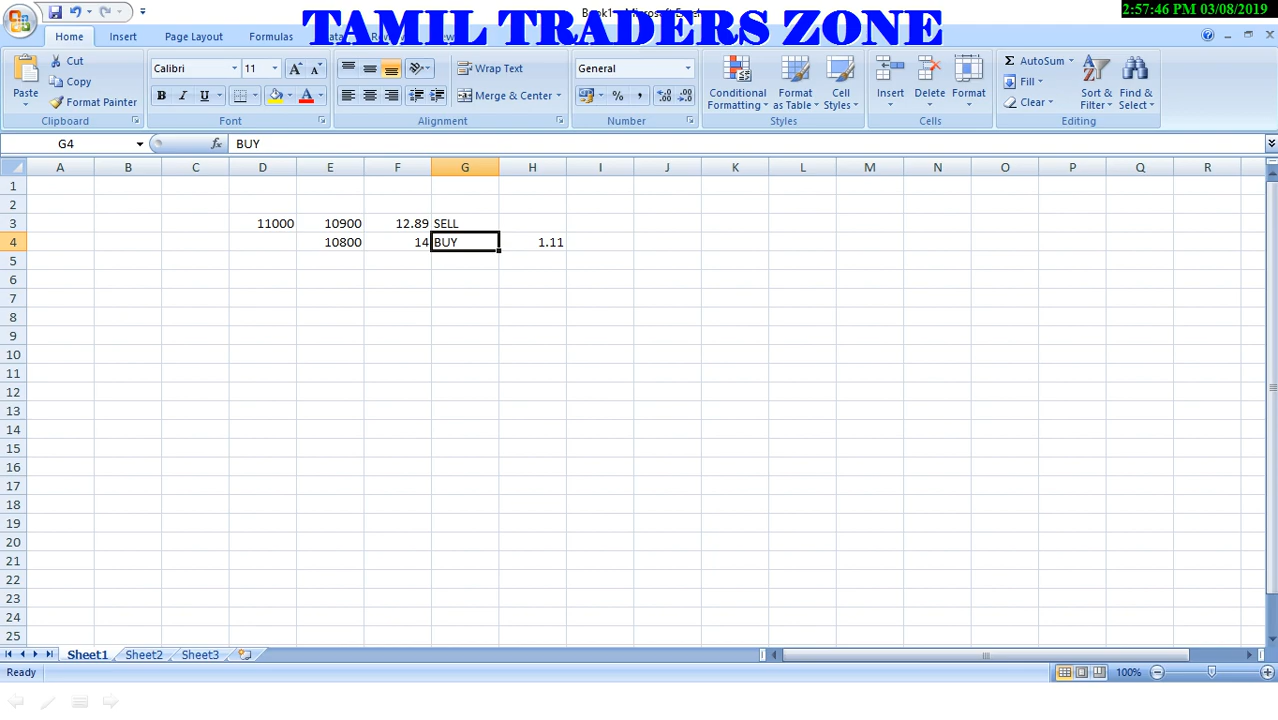 Book1 - Microsoft Excel
2:57:46 PM 03/08/2019
TAMIL TRADERS ZONE
Home Insert Page Layout Formulas
Paste
Cut
Copy
Format Painter
Clipboard
Calibri 11
B I U
Font
Wrap Text
Merge & Center
Alignment
General
% ,
Number
Conditional Formatting
Format as Table
Cell Styles
Styles
Insert Delete Format
Cells
Σ AutoSum
Fill
Clear
Sort & Filter
Find & Select
Editing
G4 fx BUY
A B C D E F G H I J K L M N O P Q R
1
2
3 11000 10900 12.89 SELL
4 10800 14 BUY 1.11
5
6
7
8
9
10
11
12
13
14
15
16
17
18
19
20
21
22
23
24
25
Sheet1 Sheet2 Sheet3
Ready 100%